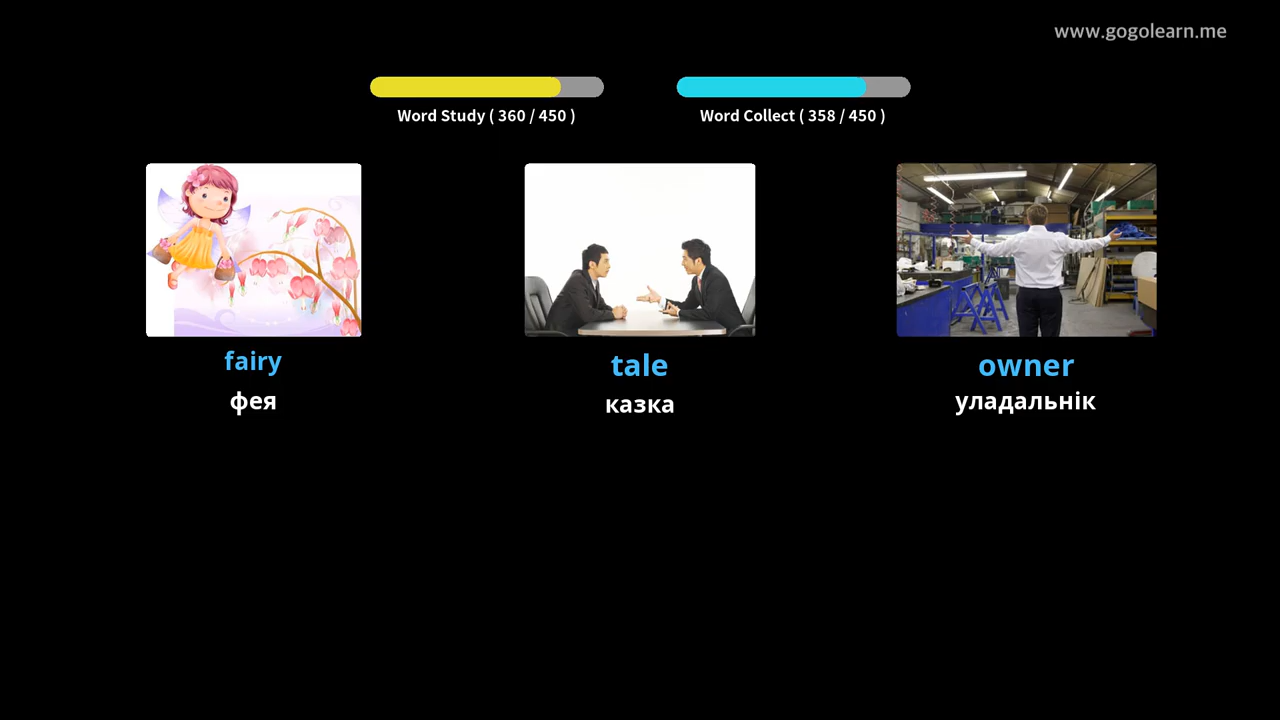 www.gogolearn.me
Word Study ( 360 / 450 )
Word Collect ( 358 / 450 )
fairy
фея
tale
казка
owner
уладальнік